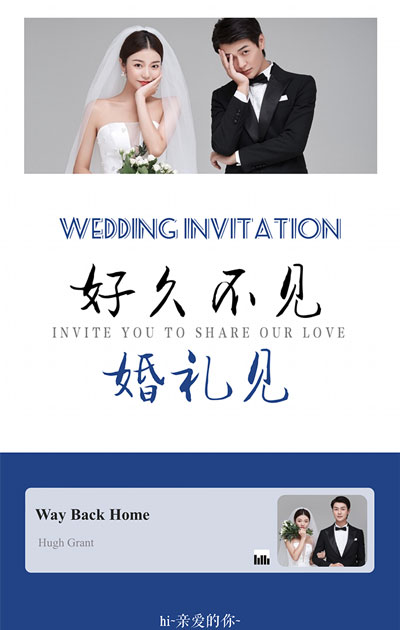 WEDDING INVITATION
好久不见
INVITE YOU TO SHARE OUR LOVE
婚礼见
Way Back Home
Hugh Grant
hi-亲爱的你-